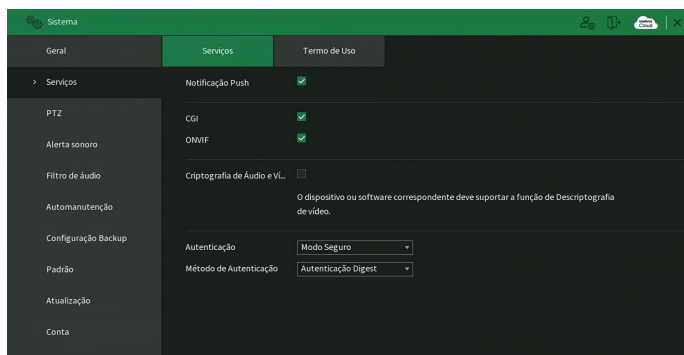 Sistema
intelbras
Cloud
Geral
Serviços
Termo de Uso
Serviços
Notificação Push
PTZ
CGI
ONVIF
Alerta sonoro
Filtro de áudio
Criptografia de Áudio e Ví...
O dispositivo ou software correspondente deve suportar a função de Descriptografia
de vídeo.
Automanutenção
Configuração Backup
Autenticação
Modo Seguro
Padrão
Método de Autenticação
Autenticação Digest
Atualização
Conta